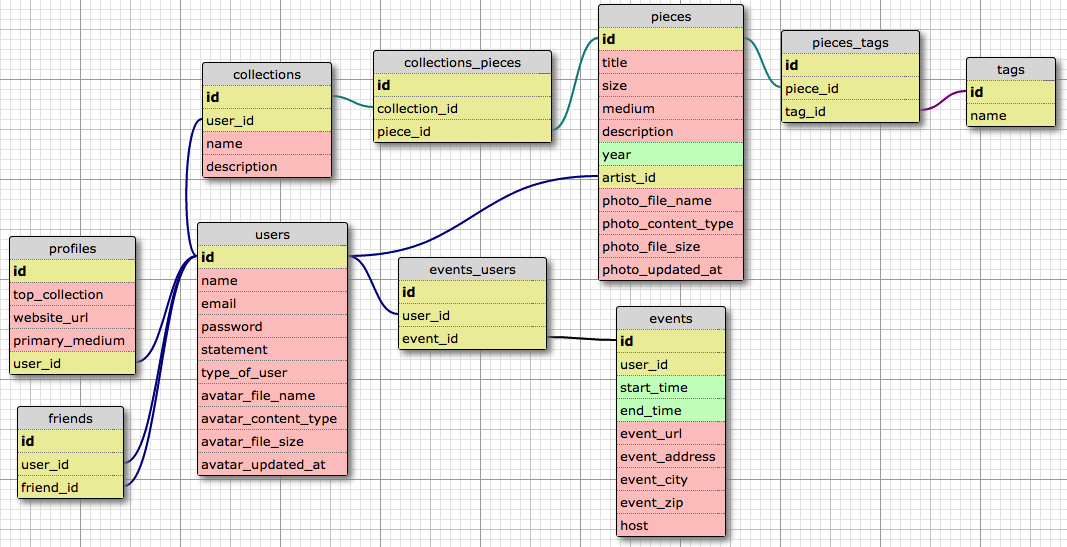 collections
id
user_id
name
description
collections_pieces
id
collection_id
piece_id
pieces
id
title
size
medium
description
year
artist_id
photo_file_name
photo_content_type
photo_file_size
photo_updated_at
pieces_tags
id
piece_id
tag_id
tags
id
name
profiles
id
top_collection
website_url
primary_medium
user_id
users
id
name
email
password
statement
type_of_user
avatar_file_name
avatar_content_type
avatar_file_size
avatar_updated_at
events_users
id
user_id
event_id
events
id
user_id
start_time
end_time
event_url
event_address
event_city
event_zip
host
friends
id
user_id
friend_id